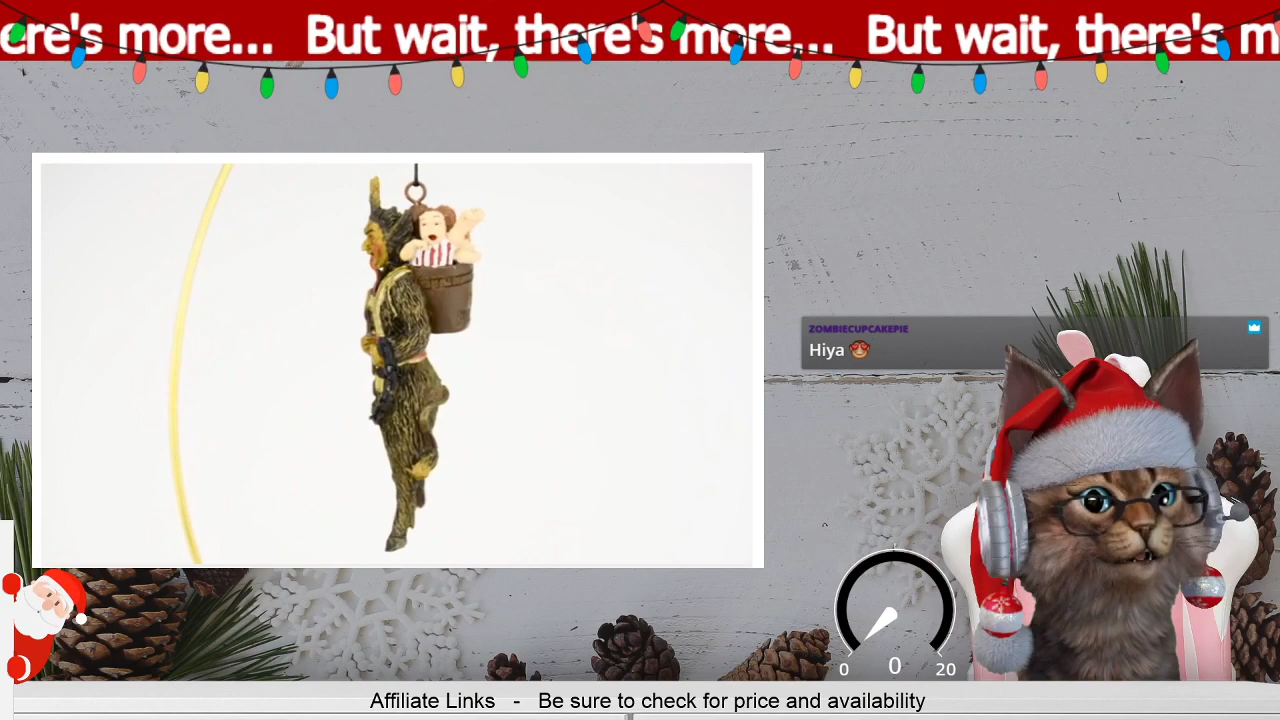 ere's more... But wait, there's more... But wait, there's m
ZOMBIECUPCAKEPIE
Hiya
0 0 20
Affiliate Links - Be sure to check for price and availability